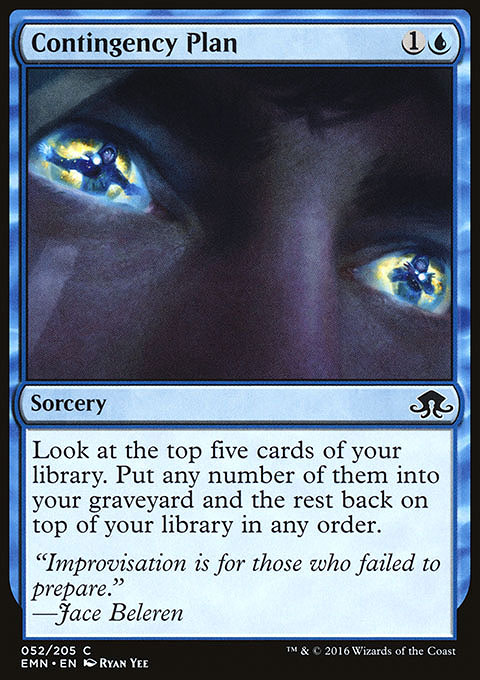 Contingency Plan 1
Sorcery
Look at the top five cards of your
library. Put any number of them into
your graveyard and the rest back on
top of your library in any order.
“Improvisation is for those who failed to
prepare.”
—Jace Beleren
052/205 C
EMN • EN Ryan Yee ™ & © 2016 Wizards of the Coast